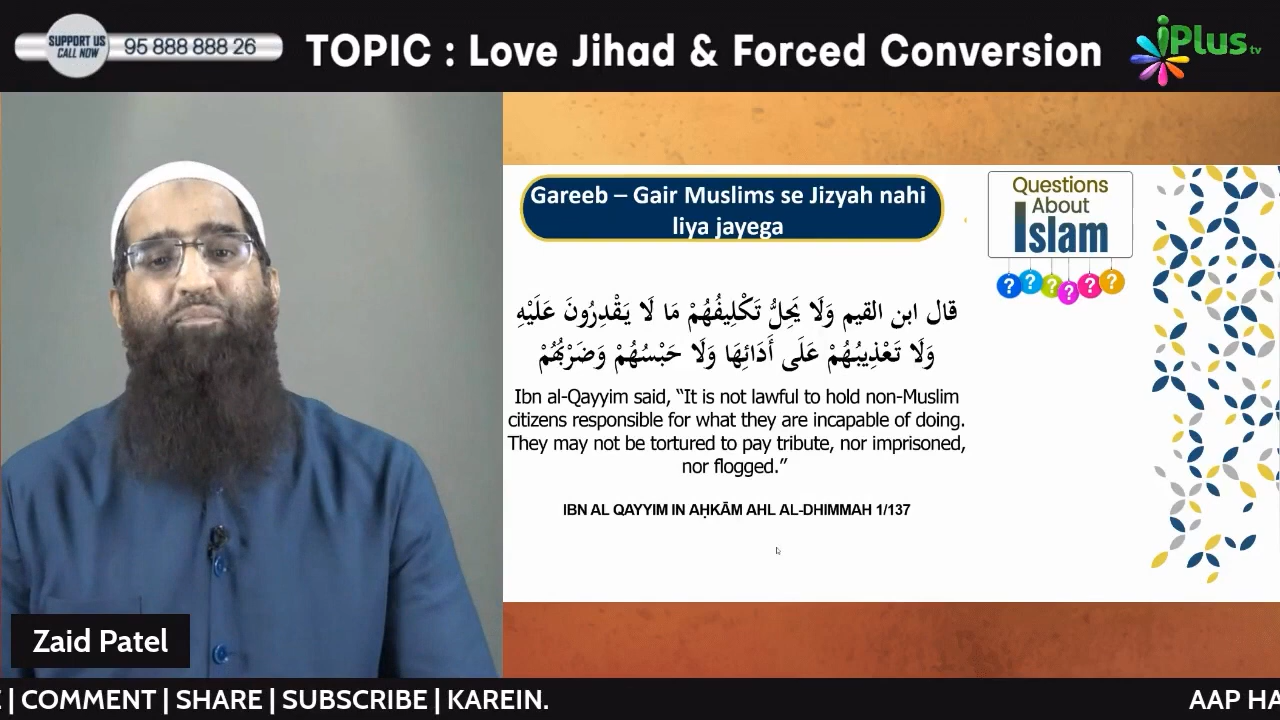 SUPPORT US
CALL NOW
95 888 888 26
TOPIC : Love Jihad & Forced Conversion
iPlus tv
Gareeb – Gair Muslims se Jizyah nahi
liya jayega
Questions
About
Islam
? ? ? ? ? ?
قال ابن القيم وَلَا يَحِلُّ تَكْلِيفُهُمْ مَا لَا يَقْدِرُونَ عَلَيْهِ
وَلَا تَعْذِيبُهُمْ عَلَى أَدَائِهَا وَلَا حَبْسُهُمْ وَضَرْبُهُمْ
Ibn al-Qayyim said, “It is not lawful to hold non-Muslim
citizens responsible for what they are incapable of doing.
They may not be tortured to pay tribute, nor imprisoned,
nor flogged.”
IBN AL QAYYIM IN AḤKĀM AHL AL-DHIMMAH 1/137
Zaid Patel
| COMMENT | SHARE | SUBSCRIBE | KAREIN.
AAP HA